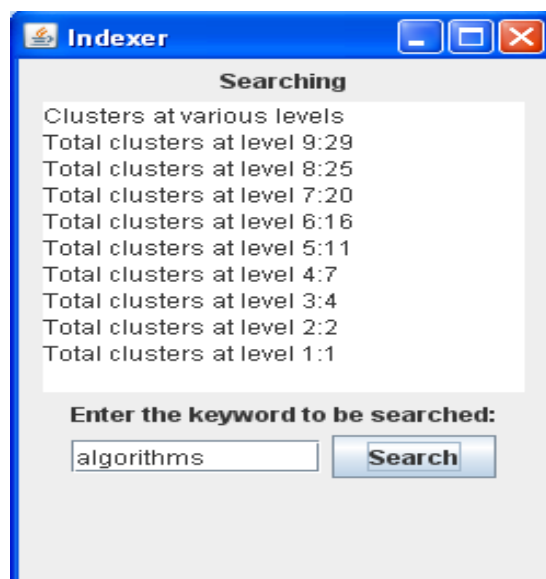 Indexer
Searching
Clusters at various levels
Total clusters at level 9:29
Total clusters at level 8:25
Total clusters at level 7:20
Total clusters at level 6:16
Total clusters at level 5:11
Total clusters at level 4:7
Total clusters at level 3:4
Total clusters at level 2:2
Total clusters at level 1:1
Enter the keyword to be searched:
algorithms Search